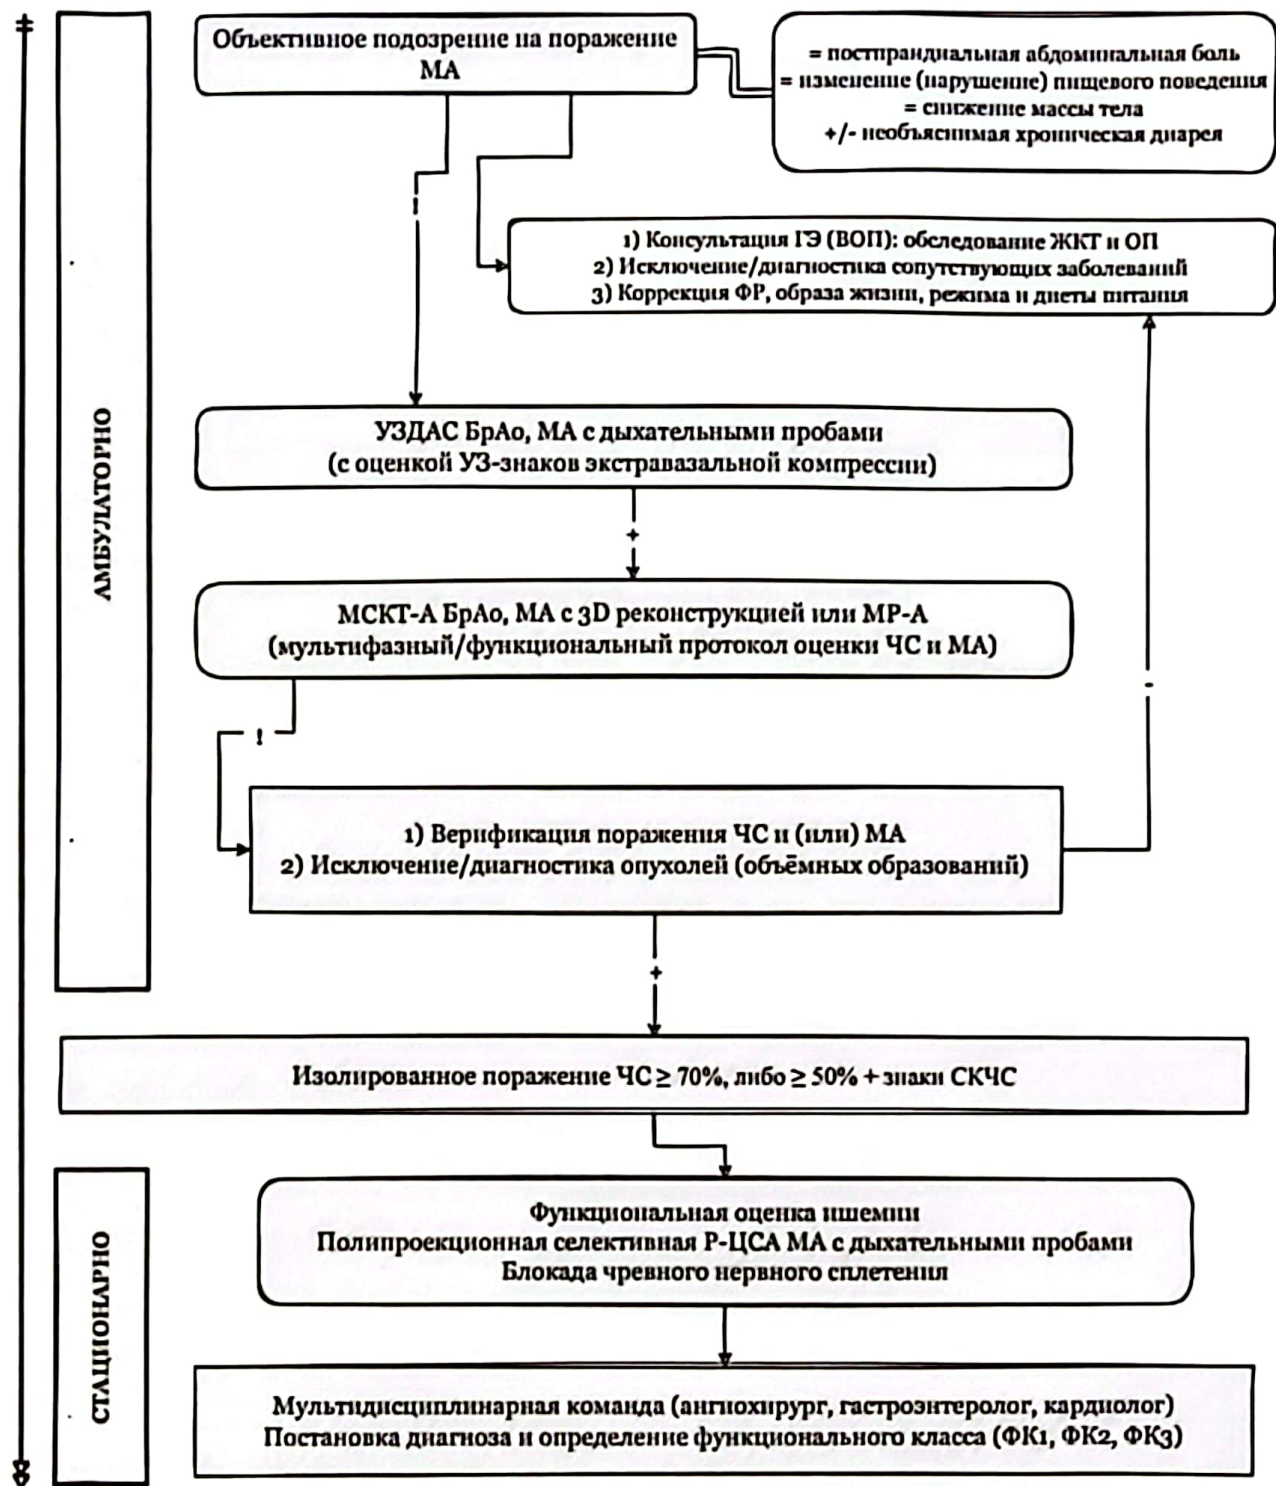 Объективное подозрение на поражение
МА
= постпрандиальная абдоминальная боль
= изменение (нарушение) пищевого поведения
= снижение массы тела
+/- необъяснимая хроническая диарея
!
1) Консультация ГЭ (ВОП): обследование ЖКТ и ОП
2) Исключение/диагностика сопутствующих заболеваний
3) Коррекция ФР, образа жизни, режима и диеты питания
АМБУЛАТОРНО
УЗДАС БрАо, МА с дыхательными пробами
(с оценкой УЗ-знаков экстравазальной компрессии)
+
МСКТ-А БрАо, МА с 3D реконструкцией или МР-А
(мультифазный/функциональный протокол оценки ЧС и МА)
-
!
1) Верификация поражения ЧС и (или) МА
2) Исключение/диагностика опухолей (объёмных образований)
+
Изолированное поражение ЧС ≥ 70%, либо ≥ 50% + знаки СКЧС
СТАЦИОНАРНО
Функциональная оценка ишемии
Полипроекционная селективная Р-ЦСА МА с дыхательными пробами
Блокада чревного нервного сплетения
Мультидисциплинарная команда (ангиохирург, гастроэнтеролог, кардиолог)
Постановка диагноза и определение функционального класса (ФК1, ФК2, ФК3)